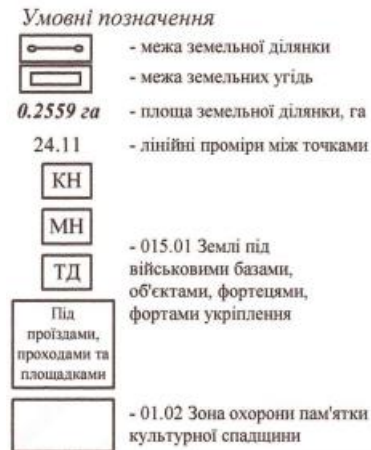 Умовні позначення
- межа земельної ділянки
- межа земельних угідь
0.2559 га - площа земельної ділянки, га
24.11 - лінійні проміри між точками
КН
МН
ТД
- 015.01 Землі під
військовими базами,
об'єктами, фортецями,
фортами укріплення
Під
проїздами,
проходами та
площадками
- 01.02 Зона охорони пам'ятки
культурної спадщини